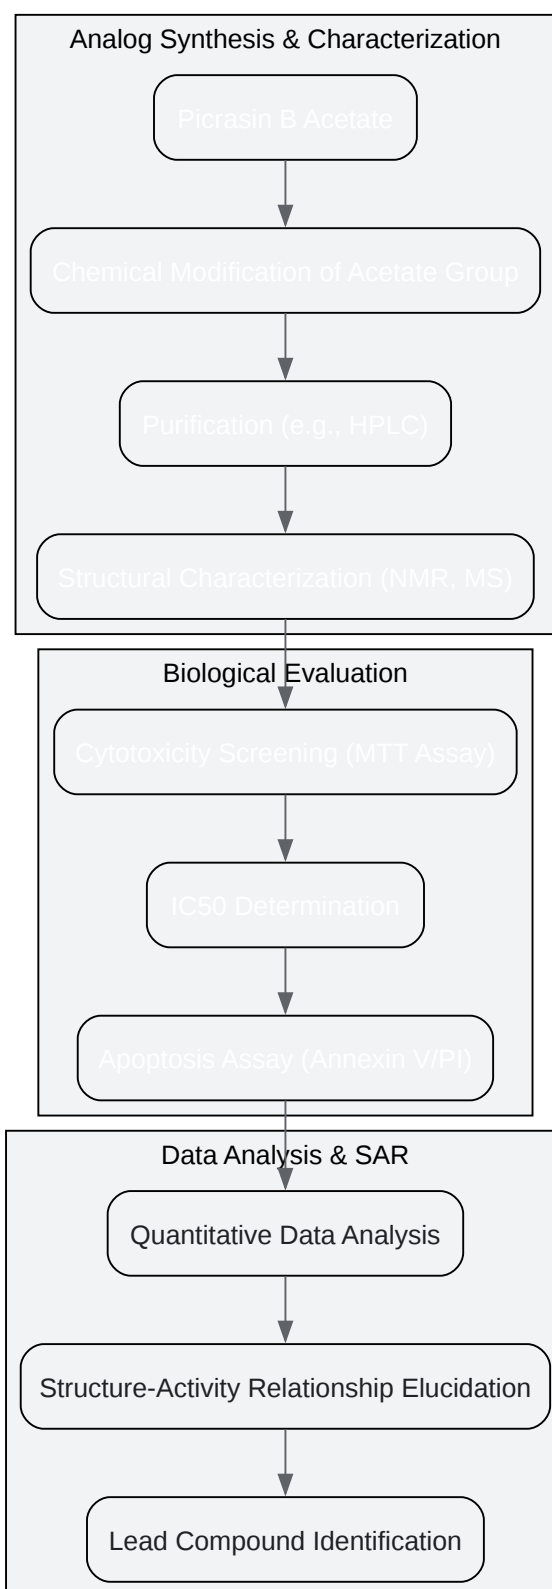 Analog Synthesis & Characterization
Picrasin B Acetate
Chemical Modification of Acetate Group
Purification (e.g., HPLC)
Structural Characterization (NMR, MS)
Biological Evaluation
Cytotoxicity Screening (MTT Assay)
IC50 Determination
Apoptosis Assay (Annexin V/PI)
Data Analysis & SAR
Quantitative Data Analysis
Structure-Activity Relationship Elucidation
Lead Compound Identification